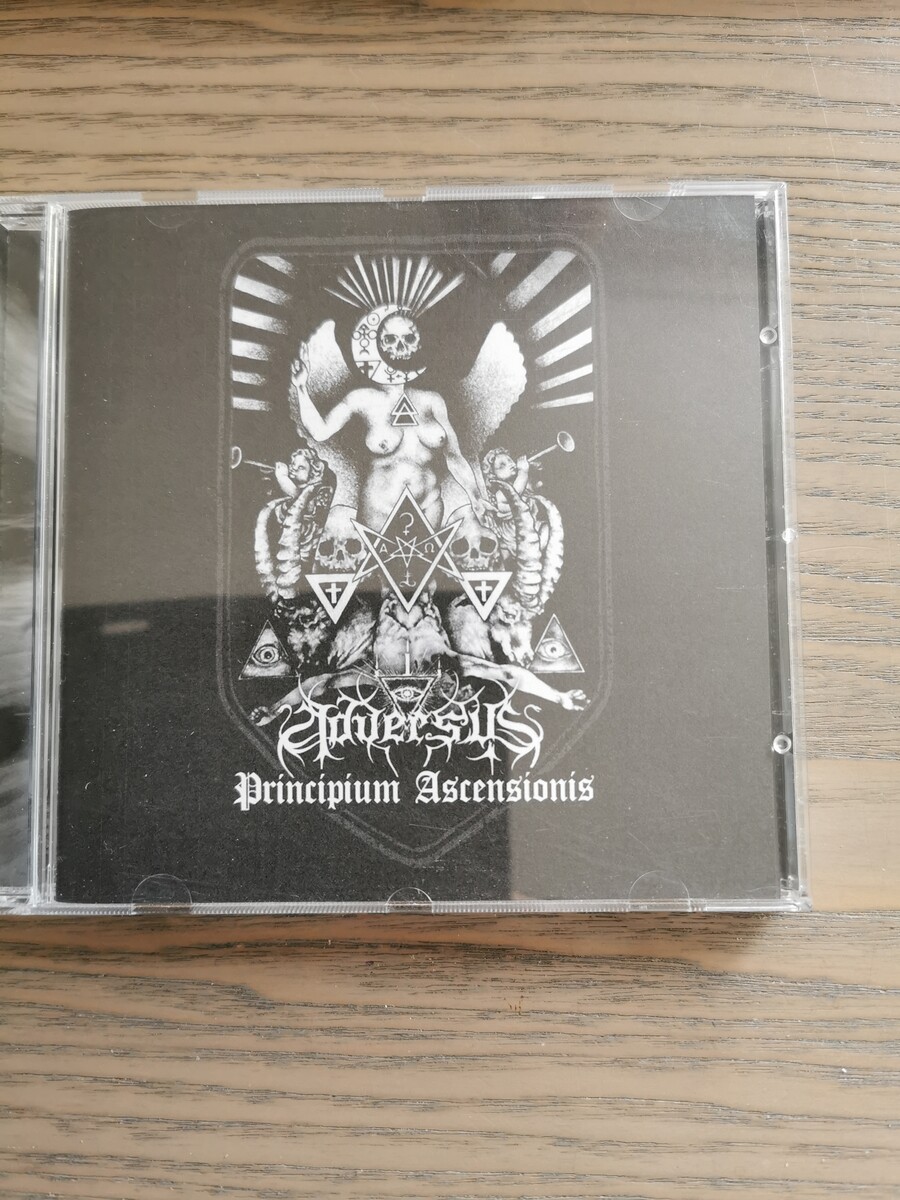 A Ω
Adversus
Principium Ascensionis